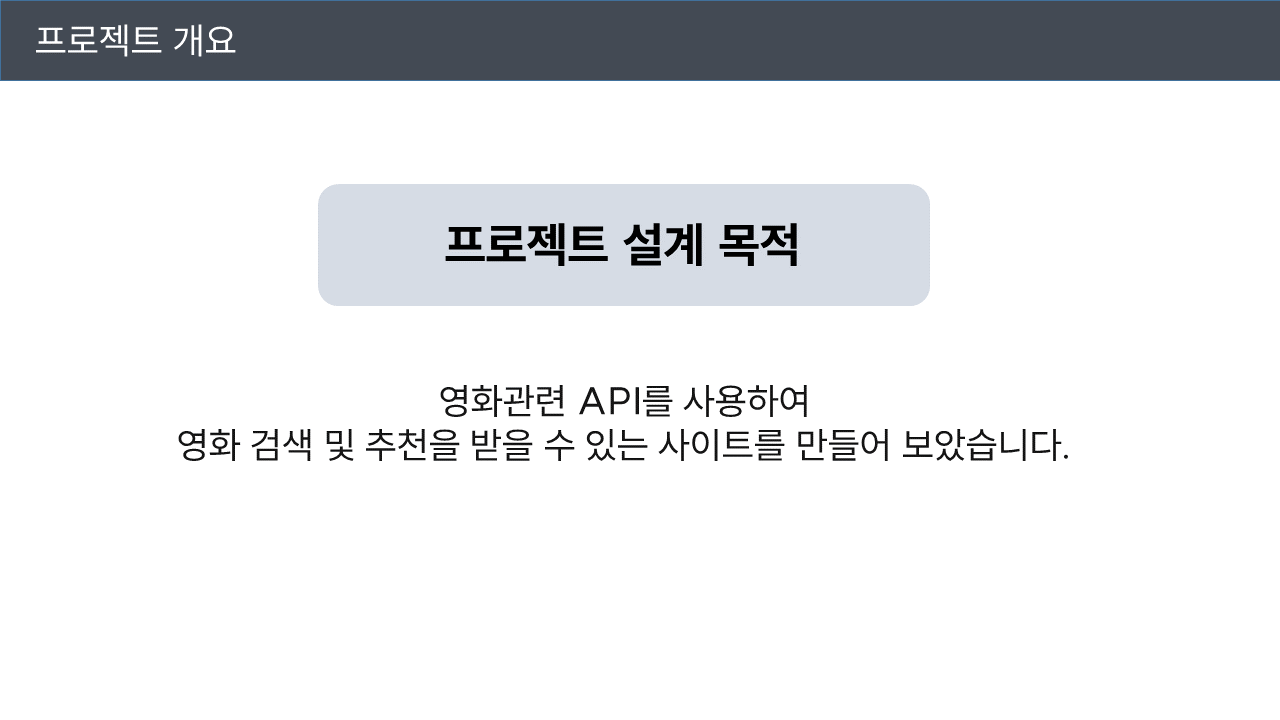 프로젝트 개요
프로젝트 설계 목적
영화관련 API를 사용하여
영화 검색 및 추천을 받을 수 있는 사이트를 만들어 보았습니다.